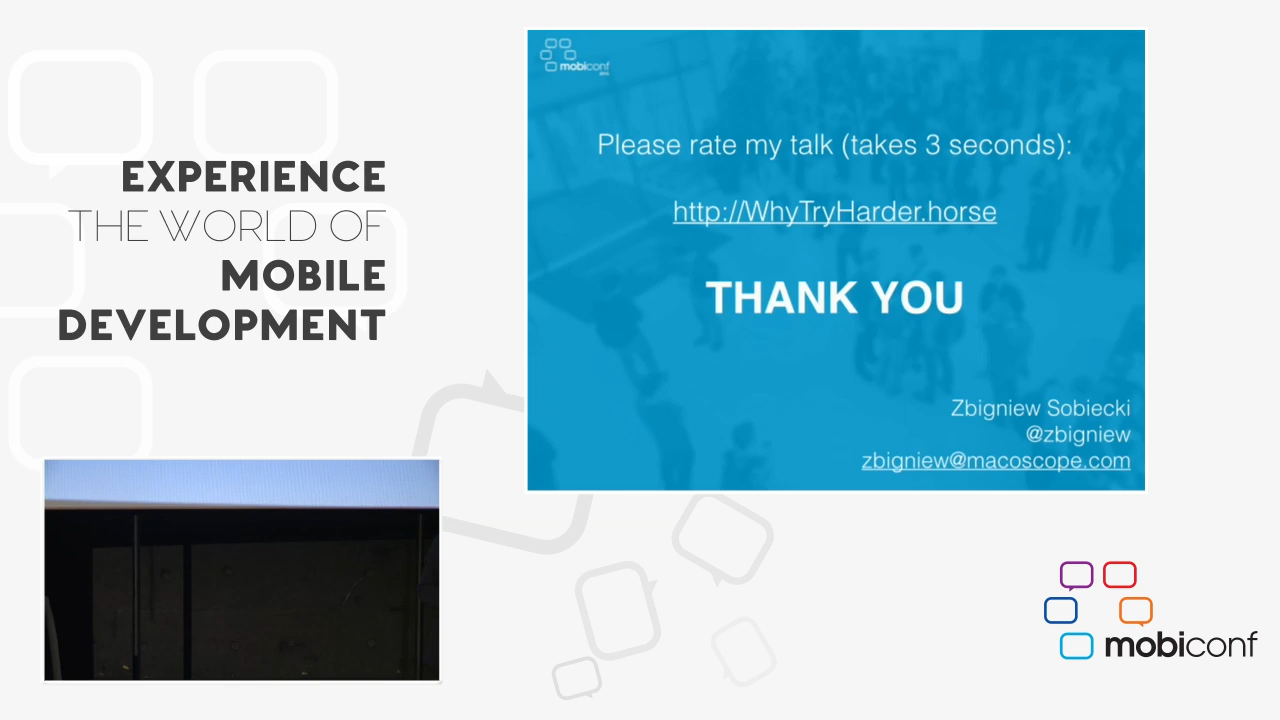 EXPERIENCE
THE WORLD OF
MOBILE
DEVELOPMENT
mobiconf
Please rate my talk (takes 3 seconds):
http://WhyTryHarder.horse
THANK YOU
Zbigniew Sobiecki
@zbigniew
zbigniew@macoscope.com
mobiconf